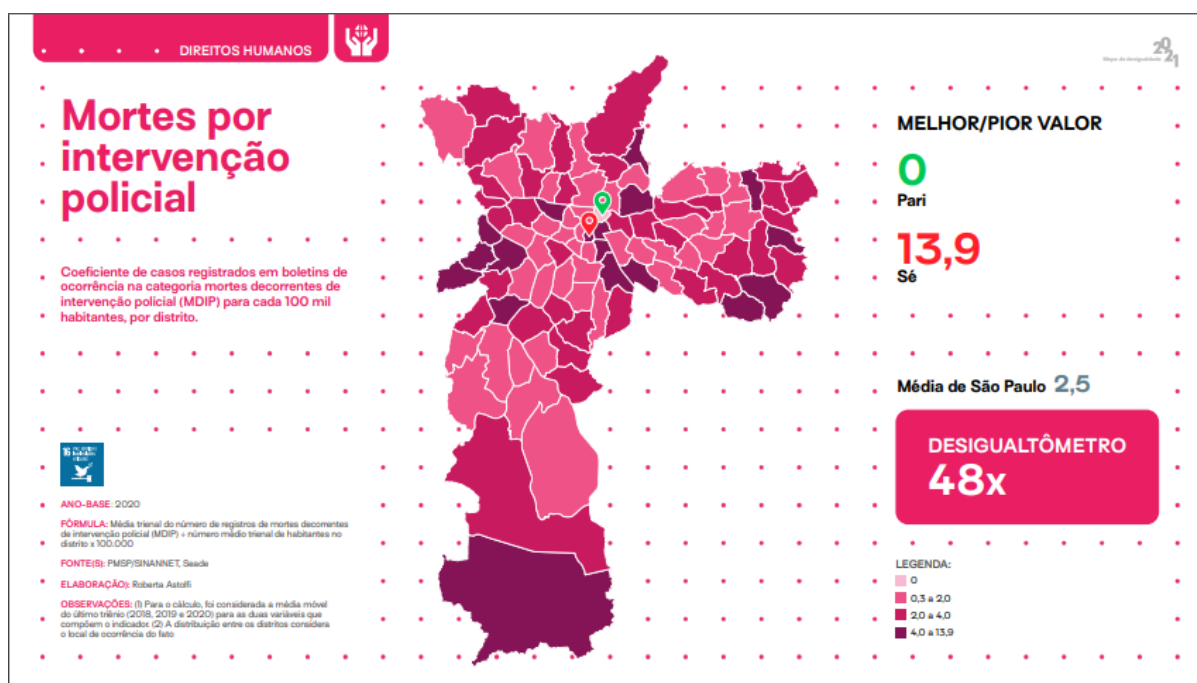 DIREITOS HUMANOS
2021
Mapa da desigualdade
Mortes por
intervenção
policial
Coeficiente de casos registrados em boletins de
ocorrência na categoria mortes decorrentes de
intervenção policial (MDIP) para cada 100 mil
habitantes, por distrito.
16
ANO-BASE: 2020
FÓRMULA: Média trienal do número de registros de mortes decorrentes
de intervenção policial (MDIP) ÷ número médio trienal de habitantes no
distrito x 100.000
FONTE(S): PMSP/SINANNET, Seade
ELABORAÇÃO): Roberta Astolfi
OBSERVAÇÕES: (1) Para o cálculo, foi considerada a média móvel
do último triênio (2018, 2019 e 2020) para as duas variáveis que
compõem o indicador. (2) A distribuição entre os distritos considera
o local de ocorrência do fato
MELHOR/PIOR VALOR
0
Pari
13,9
Sé
Média de São Paulo 2,5
DESIGUALTÔMETRO
48x
LEGENDA:
0
0,3 a 2,0
2,0 a 4,0
4,0 a 13,9